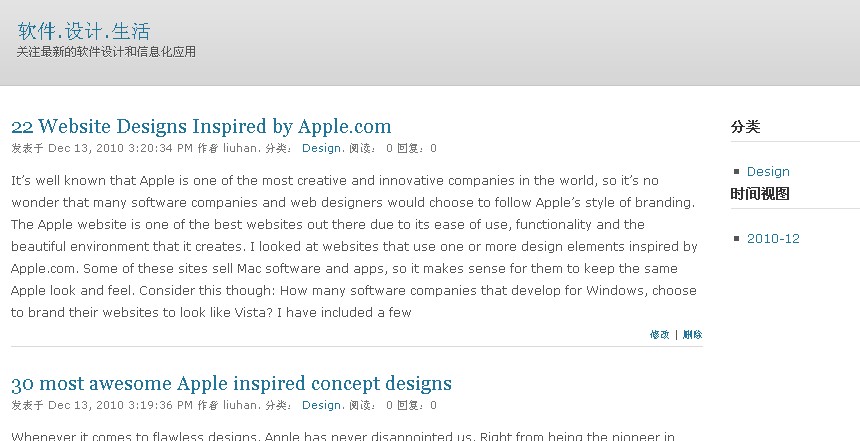 软件.设计.生活
关注最新的软件设计和信息化应用
22 Website Designs Inspired by Apple.com
发表于 Dec 13, 2010 3:20:34 PM 作者 liuhan. 分类： Design. 阅读： 0 回复：0
It’s well known that Apple is one of the most creative and innovative companies in the world, so it’s no
wonder that many software companies and web designers would choose to follow Apple’s style of branding.
The Apple website is one of the best websites out there due to its ease of use, functionality and the
beautiful environment that it creates. I looked at websites that use one or more design elements inspired by
Apple.com. Some of these sites sell Mac software and apps, so it makes sense for them to keep the same
Apple look and feel. Consider this though: How many software companies that develop for Windows, choose
to brand their websites to look like Vista? I have included a few
修改 | 删除
30 most awesome Apple inspired concept designs
发表于 Dec 13, 2010 3:19:36 PM 作者 liuhan. 分类： Design. 阅读： 0 回复：0
Whenever it comes to flawless designs, Apple has never disappointed us. Right from being the pioneer in
分类
Design
时间视图
2010-12